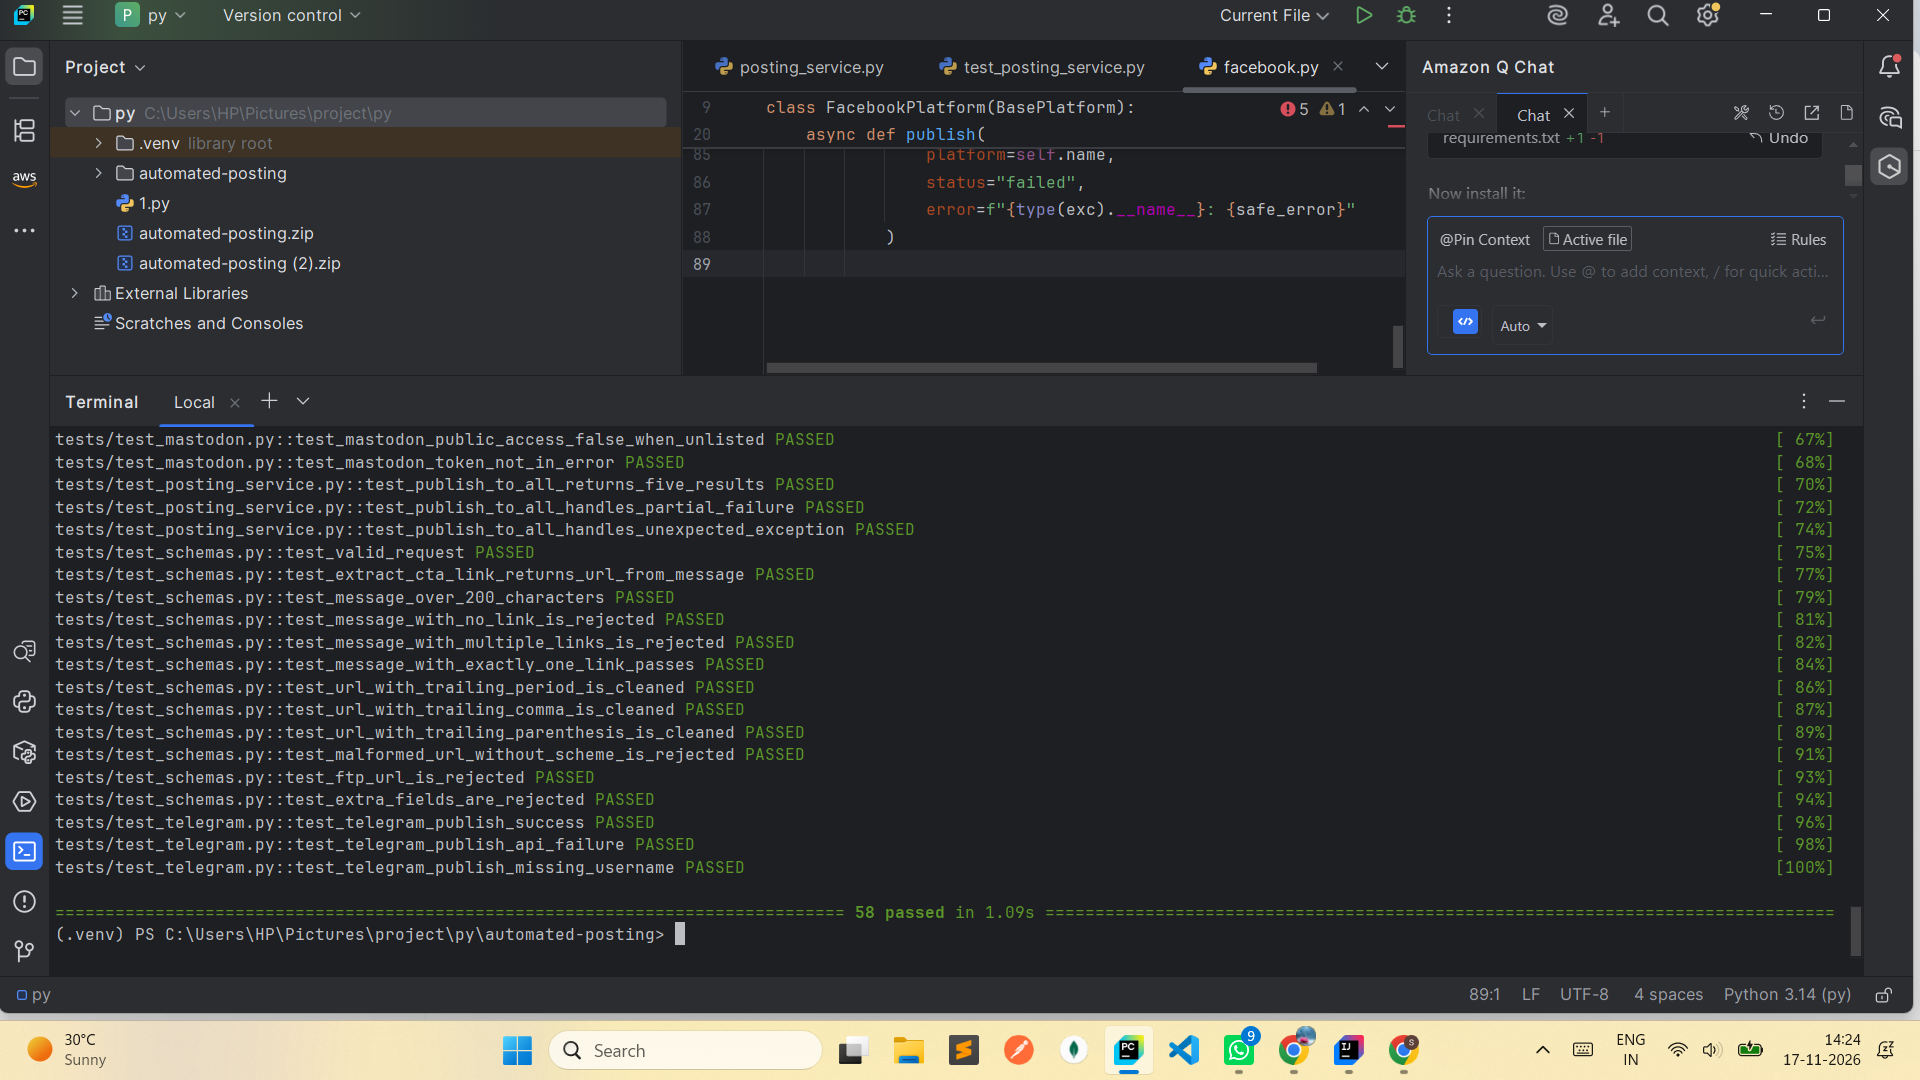 P py Version control
Current File
Project
py C:\Users\HP\Pictures\project\py
.venv library root
automated-posting
1.py
automated-posting.zip
automated-posting (2).zip
External Libraries
Scratches and Consoles
aws
posting_service.py test_posting_service.py facebook.py
9 class FacebookPlatform(BasePlatform):
5 1
20 async def publish(
85 platform=self.name,
86 status="failed",
87 error=f"{type(exc).__name__}: {safe_error}"
88 )
89
Amazon Q Chat
Chat Chat
requirements.txt +1 -1 Undo
Now install it:
@Pin Context Active file Rules
Ask a question. Use @ to add context, / for quick acti...
Auto
Terminal Local
tests/test_mastodon.py::test_mastodon_public_access_false_when_unlisted PASSED [ 67%]
tests/test_mastodon.py::test_mastodon_token_not_in_error PASSED [ 68%]
tests/test_posting_service.py::test_publish_to_all_returns_five_results PASSED [ 70%]
tests/test_posting_service.py::test_publish_to_all_handles_partial_failure PASSED [ 72%]
tests/test_posting_service.py::test_publish_to_all_handles_unexpected_exception PASSED [ 74%]
tests/test_schemas.py::test_valid_request PASSED [ 75%]
tests/test_schemas.py::test_extract_cta_link_returns_url_from_message PASSED [ 77%]
tests/test_schemas.py::test_message_over_200_characters PASSED [ 79%]
tests/test_schemas.py::test_message_with_no_link_is_rejected PASSED [ 81%]
tests/test_schemas.py::test_message_with_multiple_links_is_rejected PASSED [ 82%]
tests/test_schemas.py::test_message_with_exactly_one_link_passes PASSED [ 84%]
tests/test_schemas.py::test_url_with_trailing_period_is_cleaned PASSED [ 86%]
tests/test_schemas.py::test_url_with_trailing_comma_is_cleaned PASSED [ 87%]
tests/test_schemas.py::test_url_with_trailing_parenthesis_is_cleaned PASSED [ 89%]
tests/test_schemas.py::test_malformed_url_without_scheme_is_rejected PASSED [ 91%]
tests/test_schemas.py::test_ftp_url_is_rejected PASSED [ 93%]
tests/test_schemas.py::test_extra_fields_are_rejected PASSED [ 94%]
tests/test_telegram.py::test_telegram_publish_success PASSED [ 96%]
tests/test_telegram.py::test_telegram_publish_api_failure PASSED [ 98%]
tests/test_telegram.py::test_telegram_publish_missing_username PASSED [100%]
58 passed in 1.09s
(.venv) PS C:\Users\HP\Pictures\project\py\automated-posting>
py 89:1 LF UTF-8 4 spaces Python 3.14 (py)
30°C
Sunny
Search
PC
9
IJ
S
ENG
IN
14:24
17-11-2026